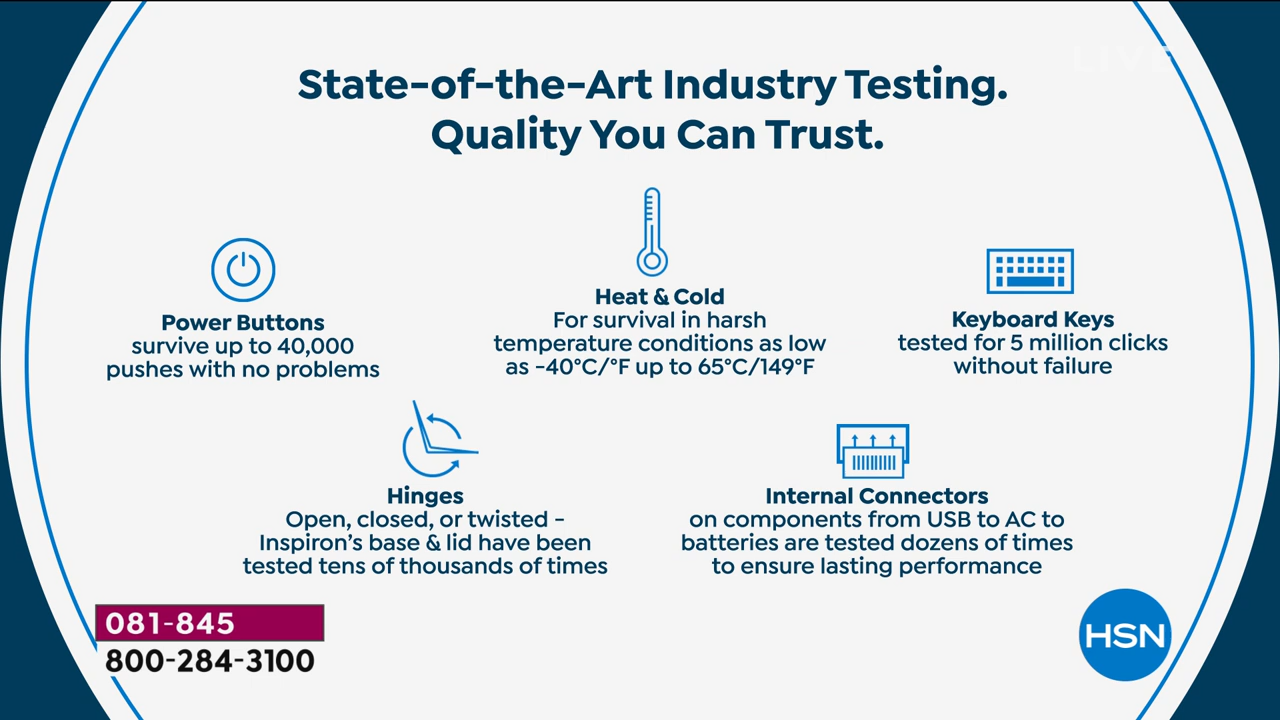 LIVE
State-of-the-Art Industry Testing.
Quality You Can Trust.
Power Buttons
survive up to 40,000
pushes with no problems
Heat & Cold
For survival in harsh
temperature conditions as low
as -40°C/°F up to 65°C/149°F
Keyboard Keys
tested for 5 million clicks
without failure
Hinges
Open, closed, or twisted -
Inspiron's base & lid have been
tested tens of thousands of times
Internal Connectors
on components from USB to AC to
batteries are tested dozens of times
to ensure lasting performance
081-845
800-284-3100
HSN